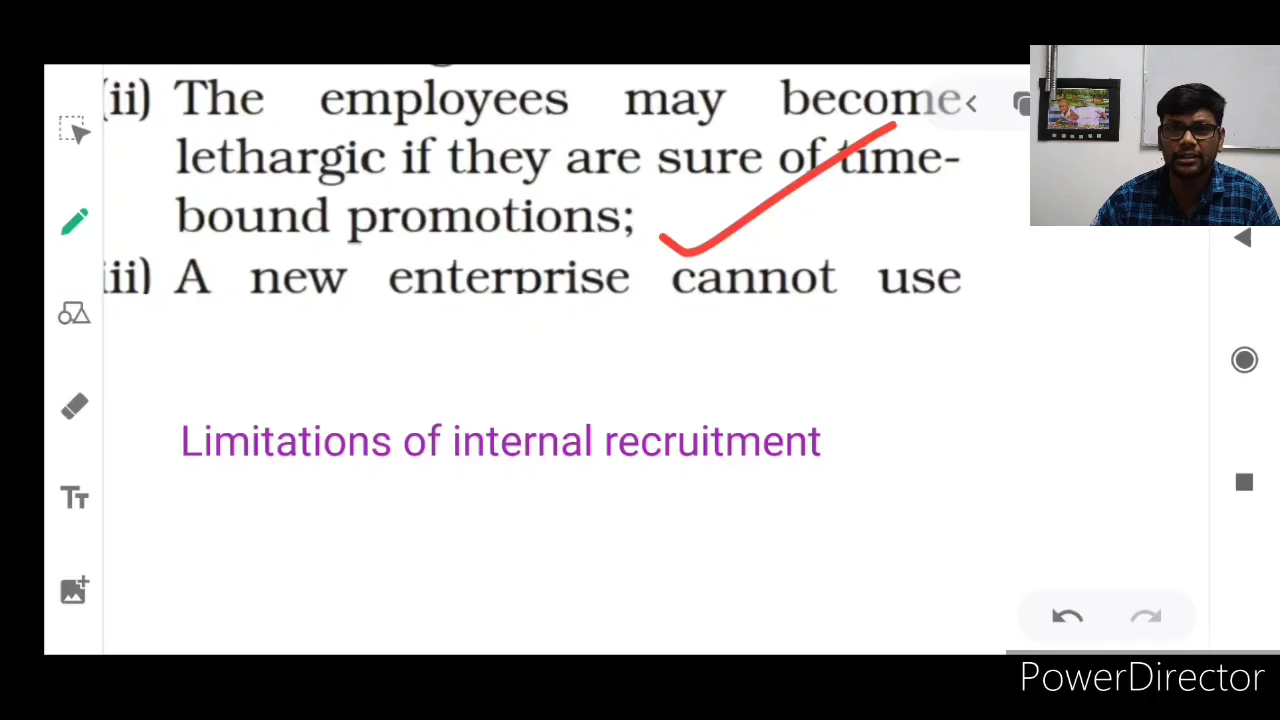 (ii) The employees may become
lethargic if they are sure of time-
bound promotions;
iii) A new enterprise cannot use
Limitations of internal recruitment
PowerDirector